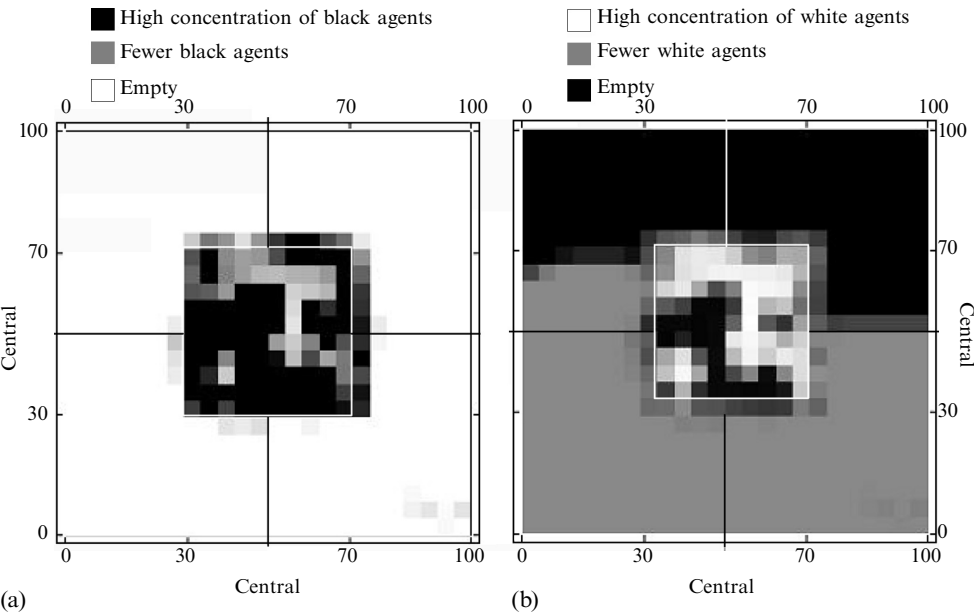 High concentration of black agents
Fewer black agents
Empty
0 30 70 100
100
70
Central
30
0
0 30 70 100
Central
(a)
High concentration of white agents
Fewer white agents
Empty
0 30 70 100
100
70
Central
30
0
0 30 70 100
Central
(b)